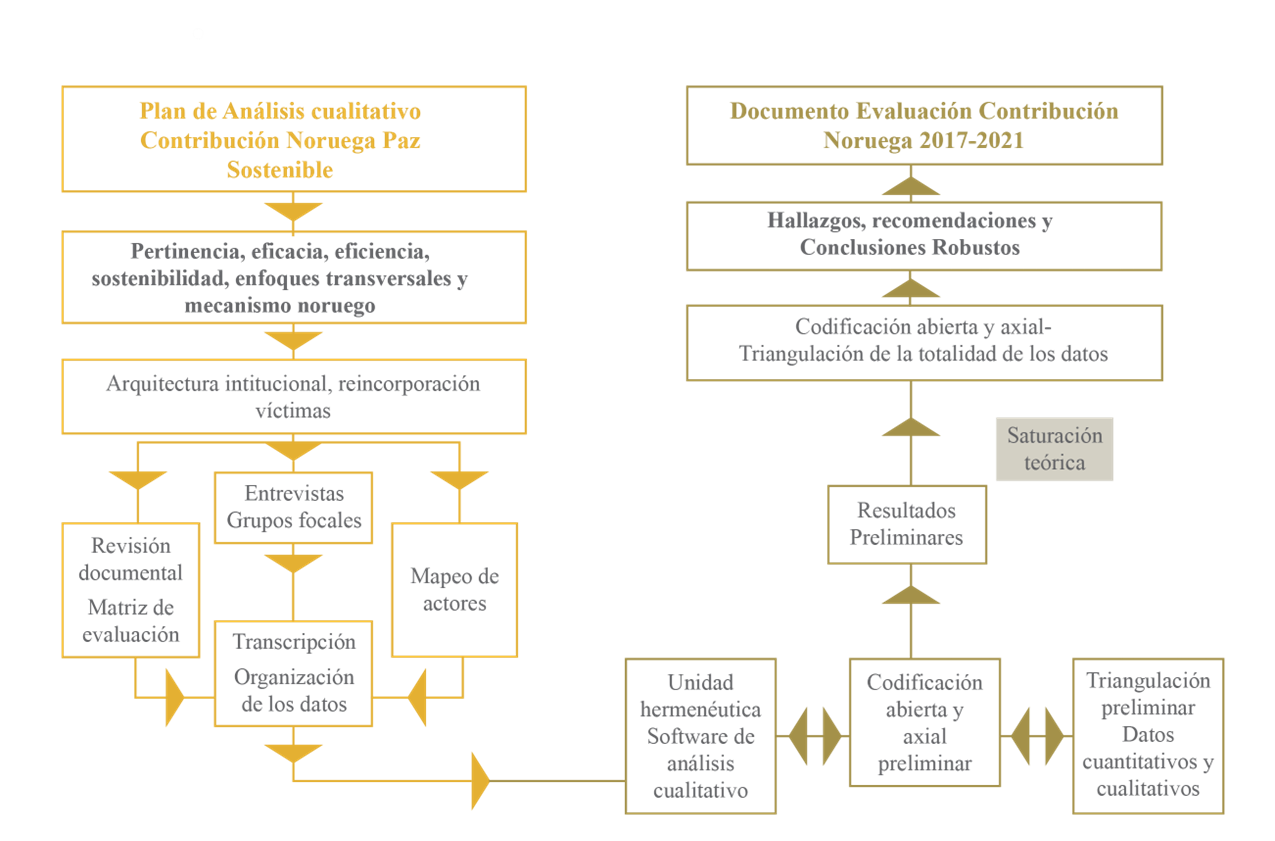 Plan de Análisis cualitativo
Contribución Noruega Paz
Sostenible
Pertinencia, eficacia, eficiencia,
sostenibilidad, enfoques transversales y
mecanismo noruego
Arquitectura intitucional, reincorporación
víctimas
Revisión
documental
Matriz de
evaluación
Entrevistas
Grupos focales
Mapeo de
actores
Transcripción
Organización
de los datos
Unidad
hermenéutica
Software de
análisis
cualitativo
Codificación
abierta y
axial
preliminar
Triangulación
preliminar
Datos
cuantitativos y
cualitativos
Resultados
Preliminares
Saturación
teórica
Codificación abierta y axial-
Triangulación de la totalidad de los datos
Hallazgos, recomendaciones y
Conclusiones Robustos
Documento Evaluación Contribución
Noruega 2017-2021